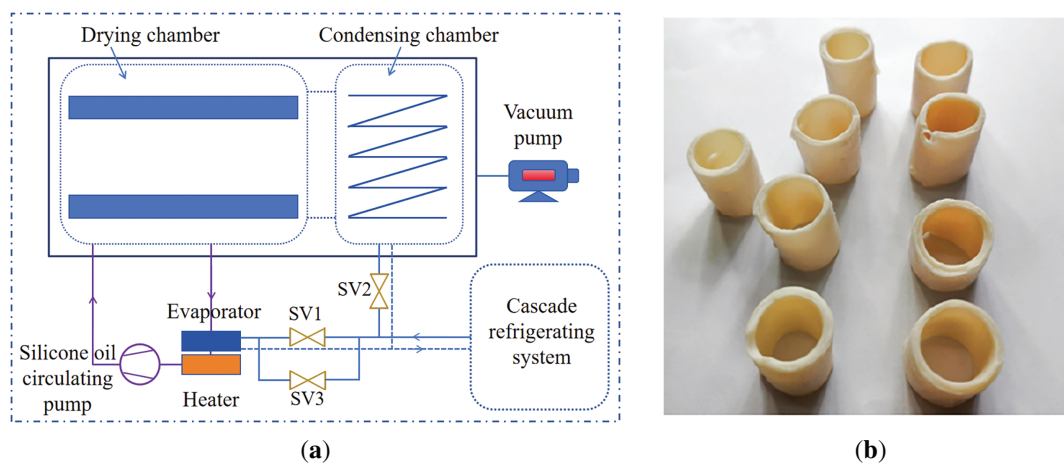 Drying chamber
Condensing chamber
Vacuum
pump
SV2
Evaporator
SV1
Cascade
refrigerating
system
Silicone oil
circulating
pump
Heater
SV3
(a)
(b)